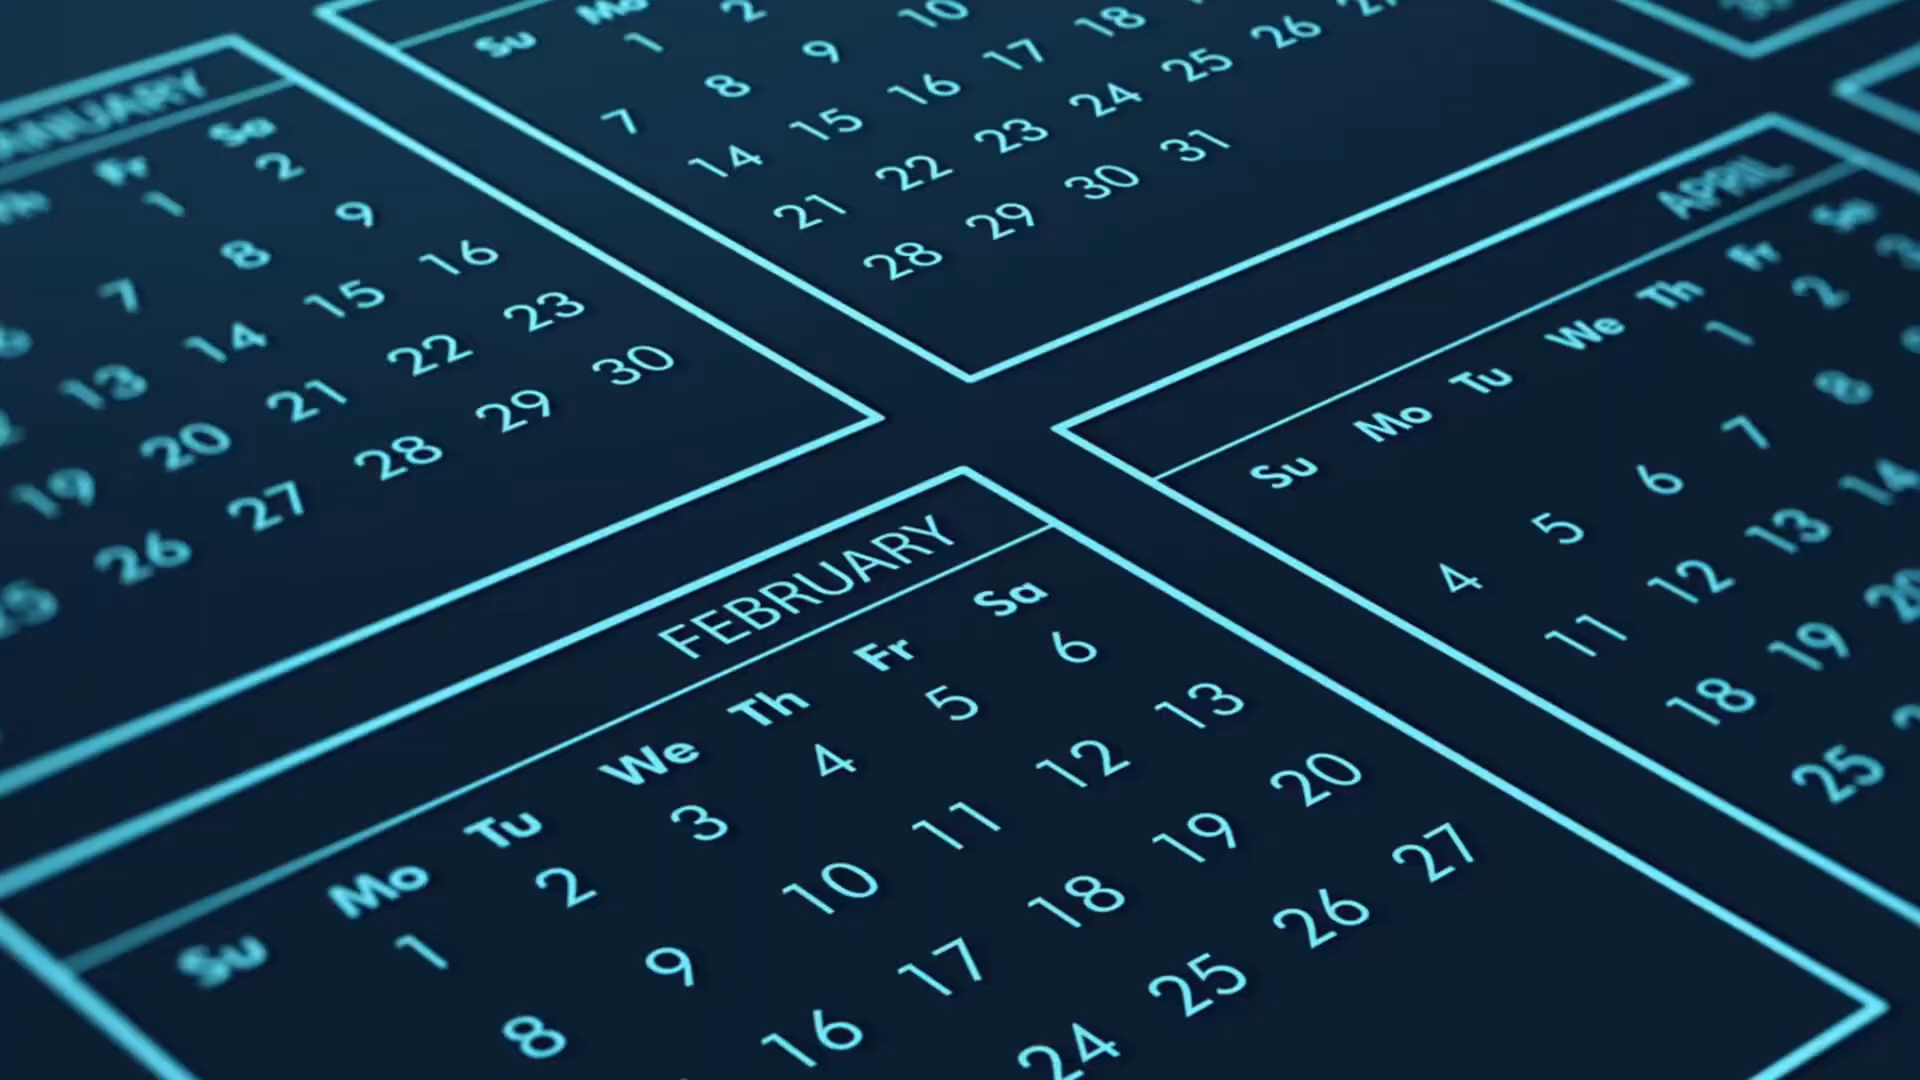 JANUARY
Fr Sa
1 2
7 8 9
13 14 15 16
19 20 21 22 23
25 26 27 28 29 30
Su Mo
1 2
7 8 9 10
14 15 16 17 18
21 22 23 24 25 26 27
28 29 30 31
FEBRUARY
Su Mo Tu We Th Fr Sa
1 2 3 4 5 6
8 9 10 11 12 13
16 17 18 19 20
24 25 26 27
APRIL
Su Mo Tu We Th Fr Sa
1 2 3
4 5 6 7 8
11 12 13 14
18 19 20
25